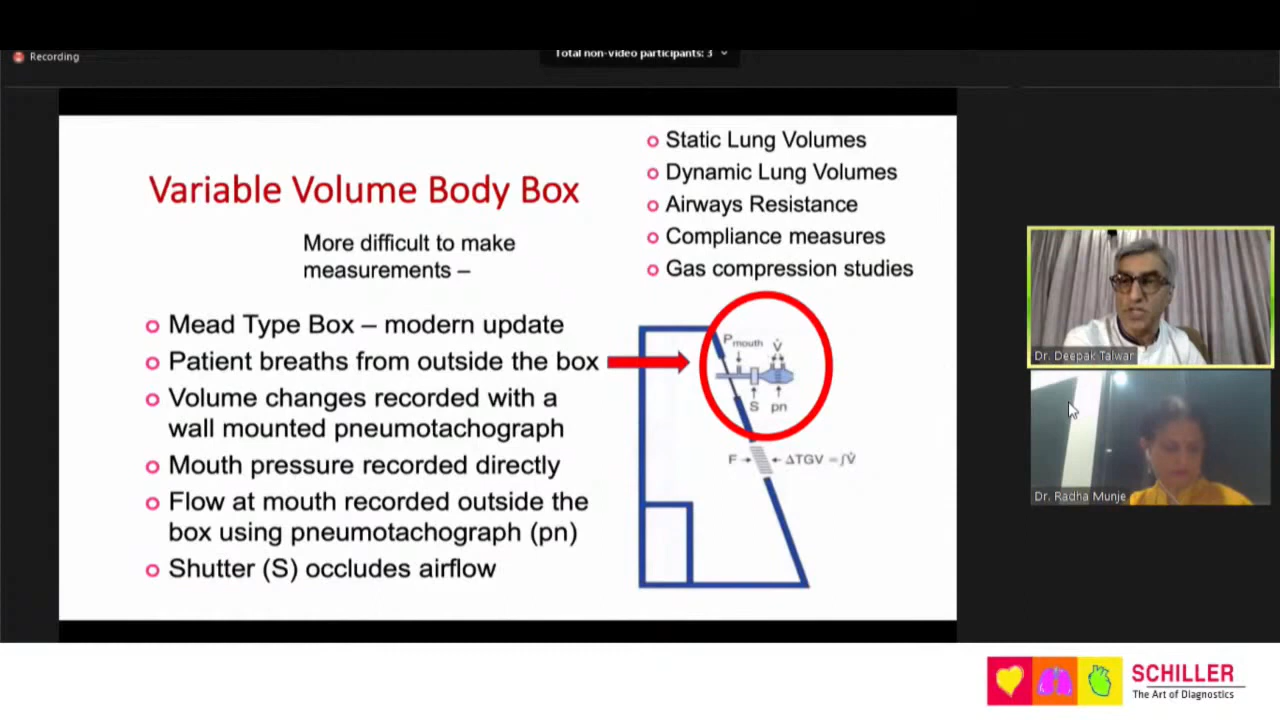 Recording
Total non-video participants: 3
Static Lung Volumes
Dynamic Lung Volumes
Airways Resistance
Compliance measures
Gas compression studies
Variable Volume Body Box
More difficult to make
measurements –
Mead Type Box – modern update
Patient breaths from outside the box
Volume changes recorded with a
wall mounted pneumotachograph
Mouth pressure recorded directly
Flow at mouth recorded outside the
box using pneumotachograph (pn)
Shutter (S) occludes airflow
Pmouth V̇
S pn
F ΔTGV = ∫V̇
Dr. Deepak Talwar
Dr. Radha Munje
SCHILLER
The Art of Diagnostics